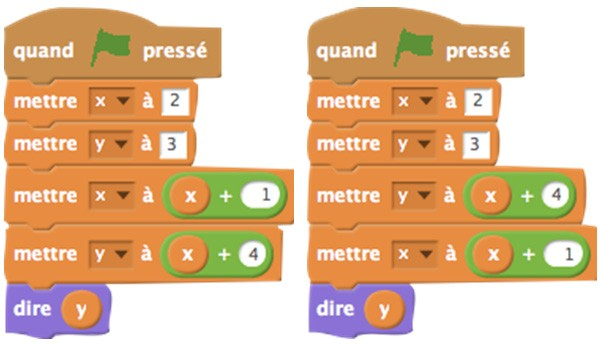 quand pressé
mettre x à 2
mettre y à 3
mettre x à x + 1
mettre y à x + 4
dire y
quand pressé
mettre x à 2
mettre y à 3
mettre y à x + 4
mettre x à x + 1
dire y